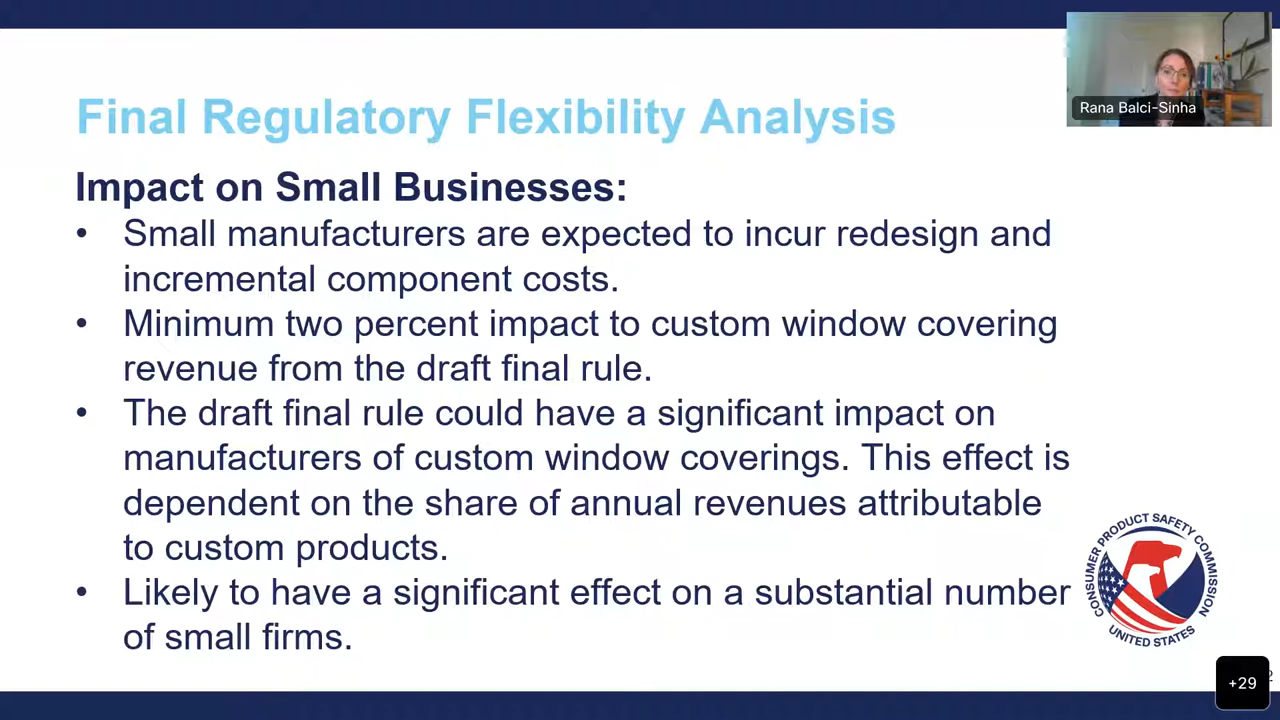 Final Regulatory Flexibility Analysis
Rana Balci-Sinha
Impact on Small Businesses:
• Small manufacturers are expected to incur redesign and
incremental component costs.
• Minimum two percent impact to custom window covering
revenue from the draft final rule.
• The draft final rule could have a significant impact on
manufacturers of custom window coverings. This effect is
dependent on the share of annual revenues attributable
to custom products.
• Likely to have a significant effect on a substantial number
of small firms.
CONSUMER PRODUCT SAFETY COMMISSION
UNITED STATES
+29